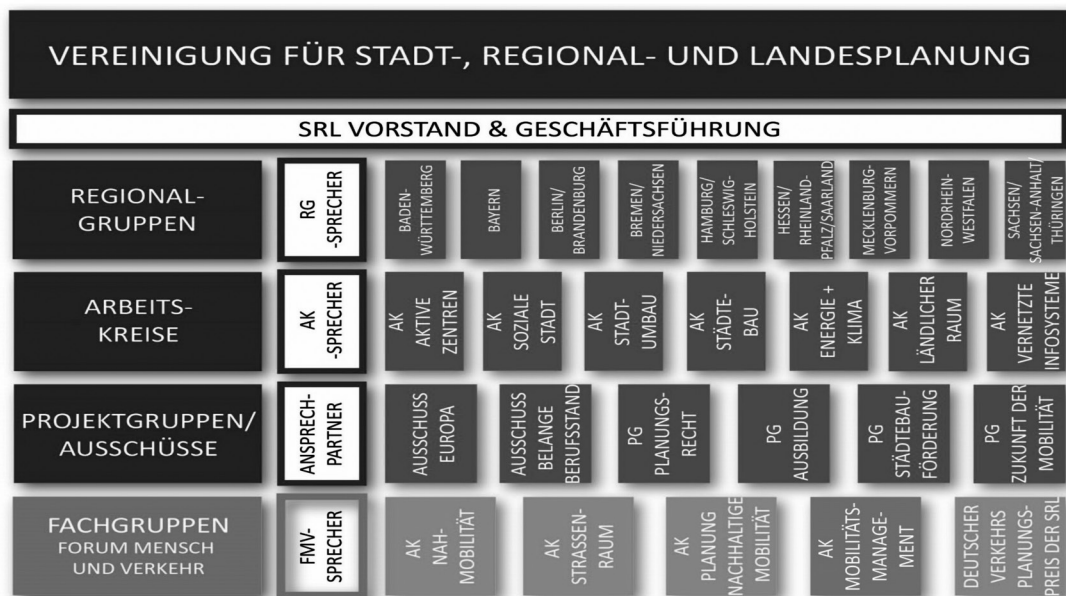 VEREINIGUNG FÜR STADT-, REGIONAL- UND LANDESPLANUNG
SRL VORSTAND & GESCHÄFTSFÜHRUNG
REGIONAL-
GRUPPEN
RG
-SPRECHER
BADEN-
WÜRTTEMBERG
BAYERN
BERLIN/
BRANDENBURG
BREMEN/
NIEDERSACHSEN
HAMBURG/
SCHLESWIG-
HOLSTEIN
HESSEN/
RHEINLAND-
PFALZ/SAARLAND
MECKLENBURG-
VORPOMMERN
NORDRHEIN-
WESTFALEN
SACHSEN/
SACHSEN-ANHALT/
THÜRINGEN
ARBEITS-
KREISE
AK
-SPRECHER
AK
AKTIVE
ZENTREN
AK
SOZIALE
STADT
AK
STADT-
UMBAU
AK
STÄDTE-
BAU
AK
ENERGIE +
KLIMA
AK
LÄNDLICHER
RAUM
AK
VERNETZTE
INFOSYSTEME
PROJEKTGRUPPEN/
AUSSCHÜSSE
ANSPRECH-
PARTNER
AUSSCHUSS
EUROPA
AUSSCHUSS
BELANGE
BERUFSSTAND
PG
PLANUNGS-
RECHT
PG
AUSBILDUNG
PG
STÄDTEBAU-
FÖRDERUNG
PG
ZUKUNFT DER
MOBILITÄT
FACHGRUPPEN
FORUM MENSCH
UND VERKEHR
FMV-
SPRECHER
AK
NAH-
MOBILITÄT
AK
STRASSEN-
RAUM
AK
PLANUNG
NACHHALTIGE
MOBILITÄT
AK
MOBILITÄTS-
MANAGE-
MENT
DEUTSCHER
VERKEHRS
PLANUNGS-
PREIS DER SRL